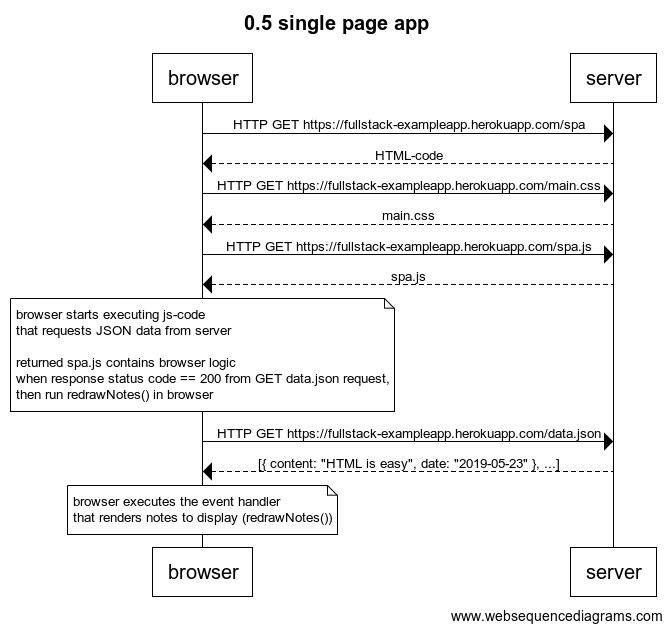 0.5 single page app
browser
server
HTTP GET https://fullstack-exampleapp.herokuapp.com/spa
HTML-code
HTTP GET https://fullstack-exampleapp.herokuapp.com/main.css
main.css
HTTP GET https://fullstack-exampleapp.herokuapp.com/spa.js
spa.js
browser starts executing js-code
that requests JSON data from server
returned spa.js contains browser logic
when response status code == 200 from GET data.json request,
then run redrawNotes() in browser
HTTP GET https://fullstack-exampleapp.herokuapp.com/data.json
[{ content: "HTML is easy", date: "2019-05-23" }, ...]
browser executes the event handler
that renders notes to display (redrawNotes())
browser
server
www.websequencediagrams.com